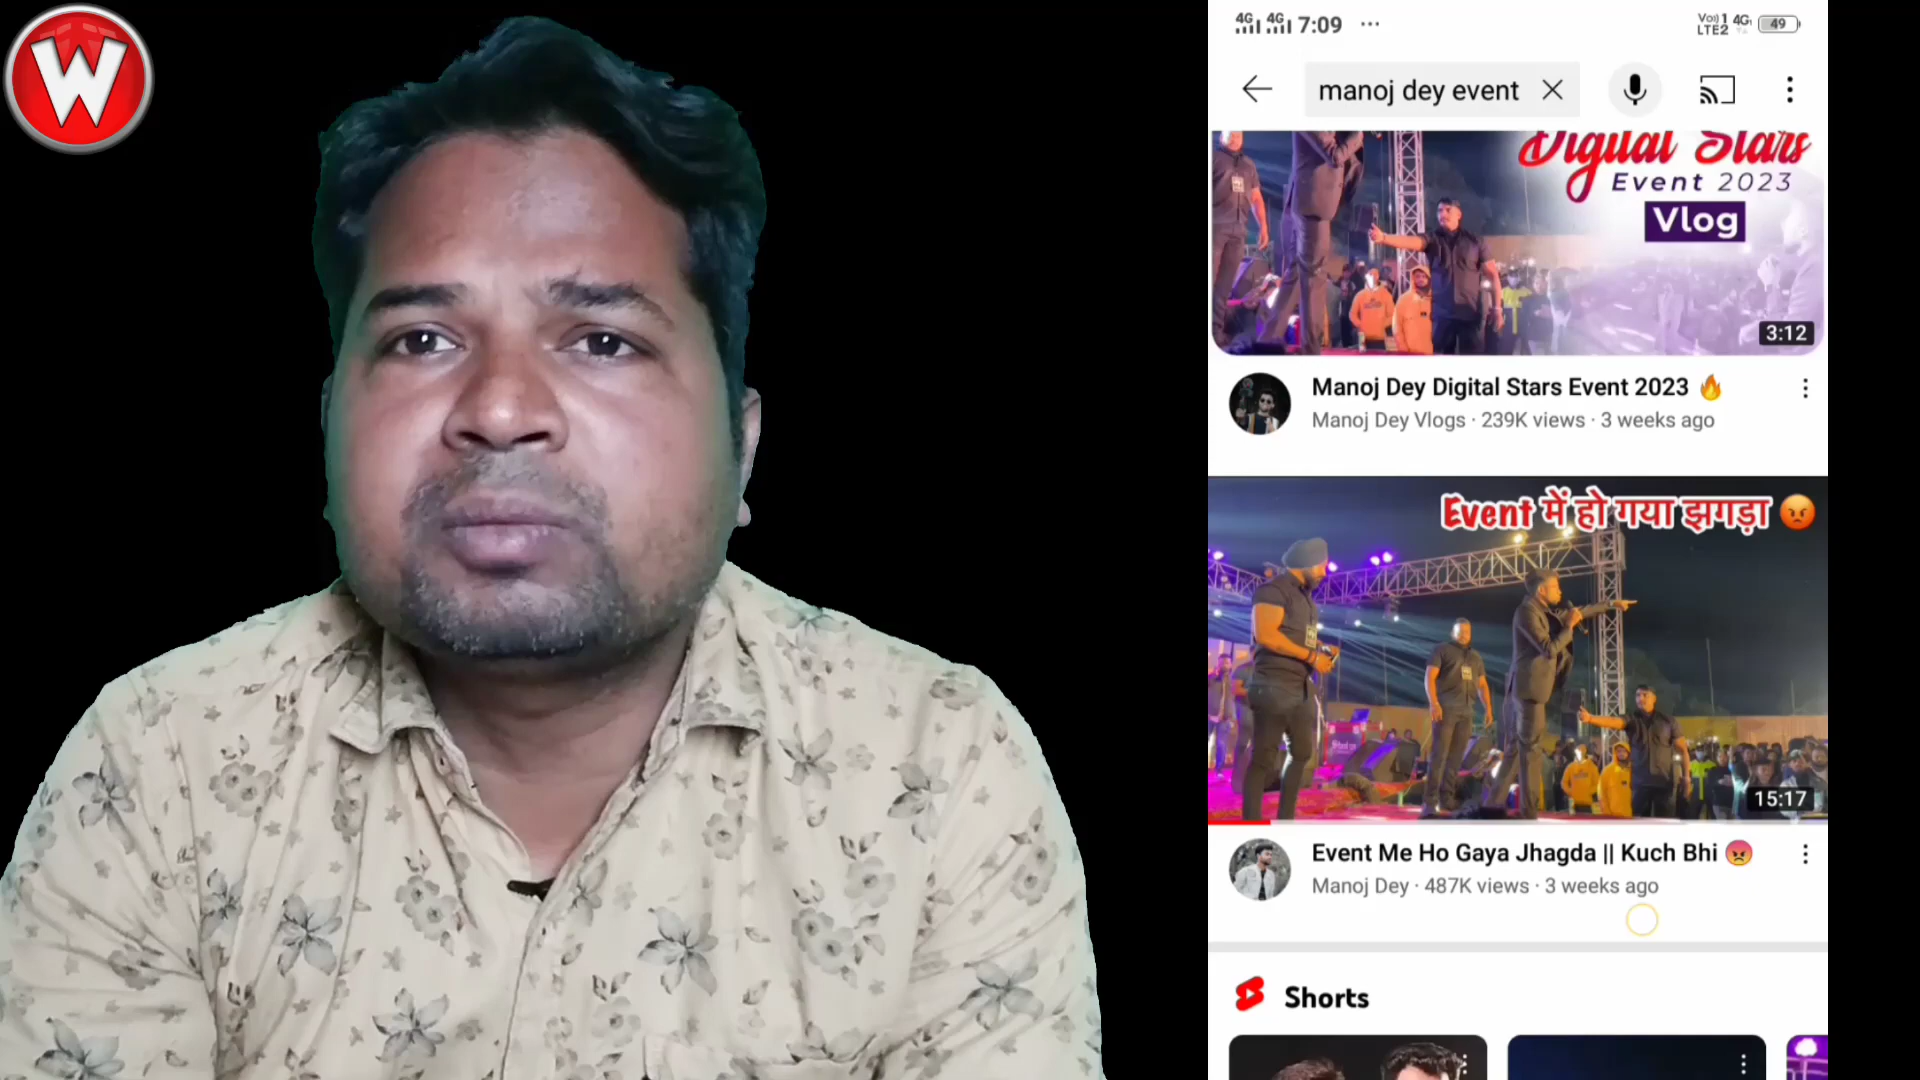 W
4G 4G 7:09 ...
Vo) 1 4G
LTE2
49
manoj dey event
Digital Stars
Event 2023
Vlog
3:12
Manoj Dey Digital Stars Event 2023 🔥
Manoj Dey Vlogs · 239K views · 3 weeks ago
Event में हो गया झगड़ा 😡
15:17
Event Me Ho Gaya Jhagda || Kuch Bhi 😡
Manoj Dey · 487K views · 3 weeks ago
Shorts